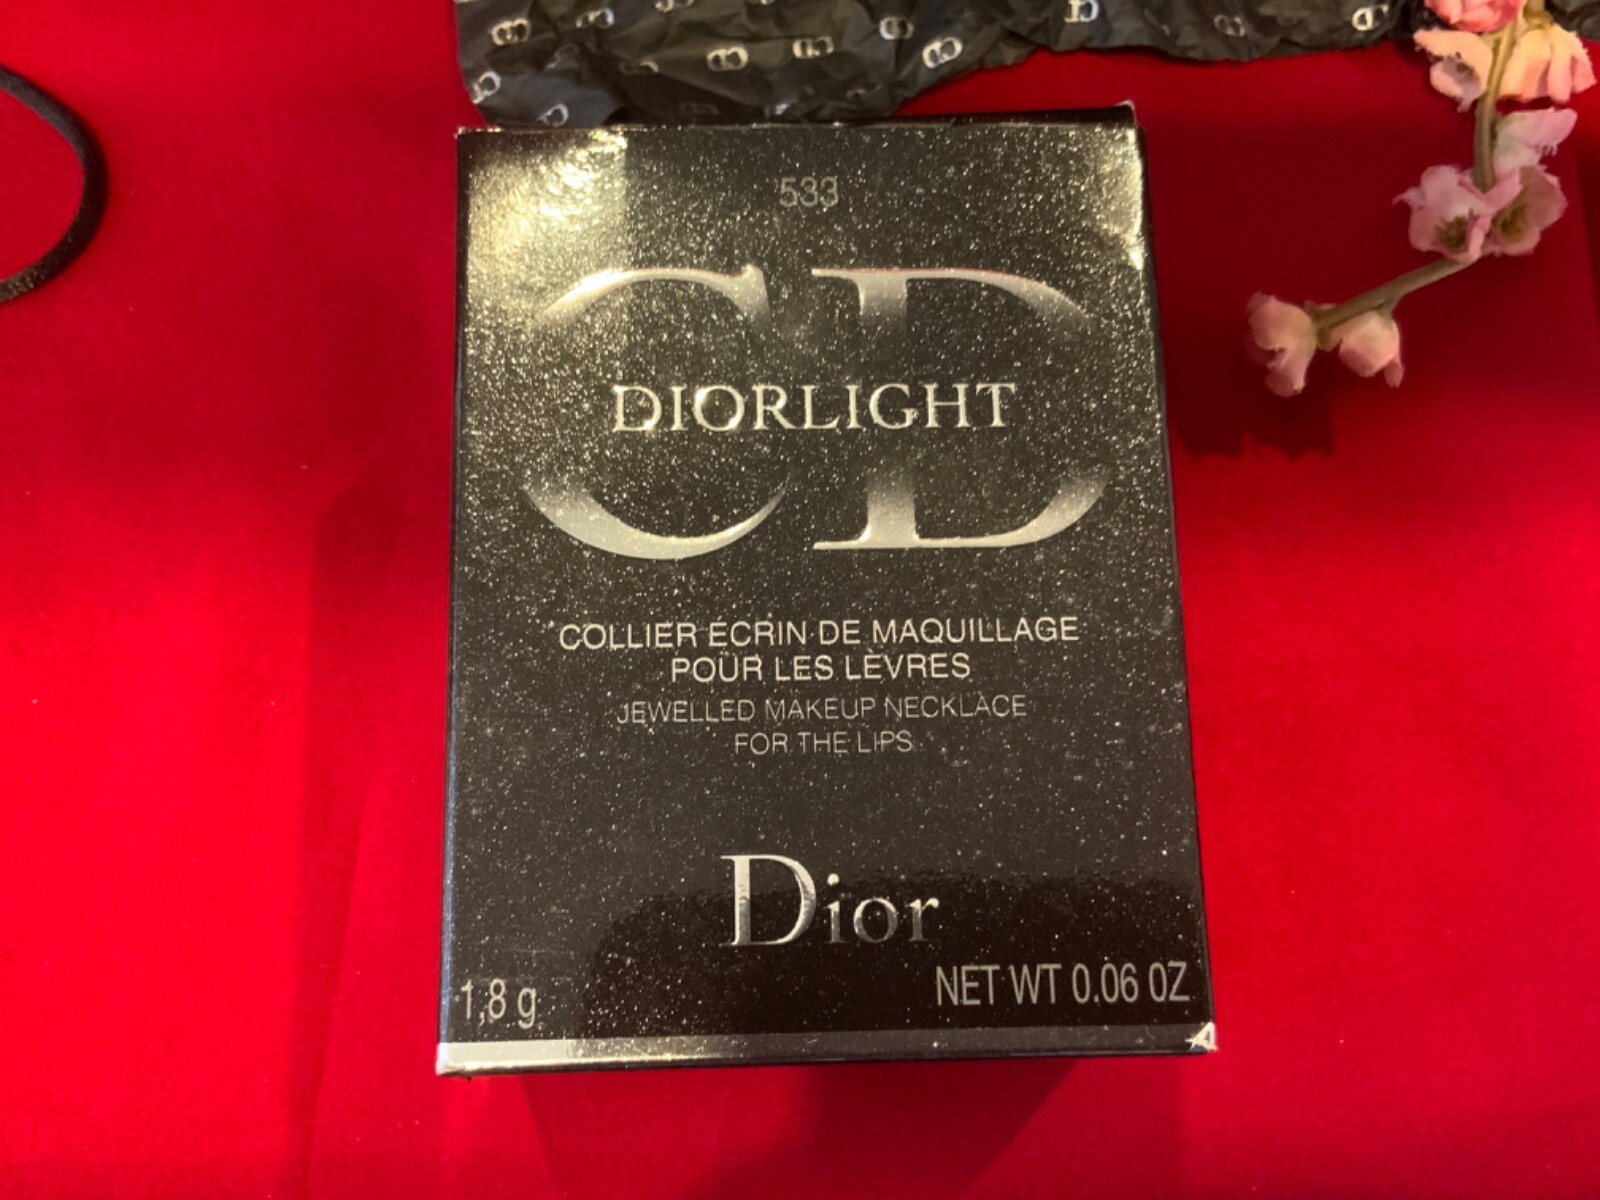 533
CD
DIORLIGHT
COLLIER ÉCRIN DE MAQUILLAGE
POUR LES LÈVRES
JEWELLED MAKEUP NECKLACE
FOR THE LIPS
Dior
1,8 g
NET WT 0.06 OZ